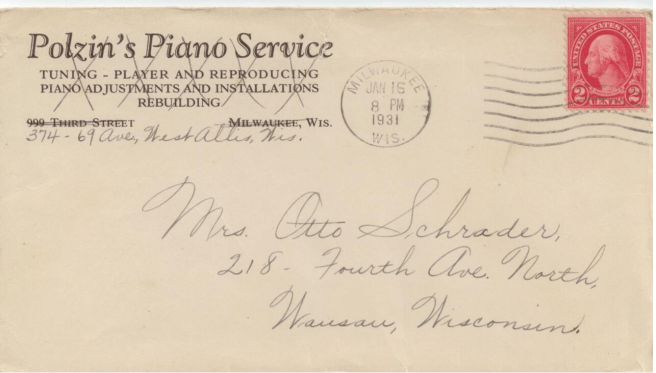 Polzin's Piano Service
TUNING - PLAYER AND REPRODUCING
PIANO ADJUSTMENTS AND INSTALLATIONS
REBUILDING
999 THIRD STREET MILWAUKEE, WIS.
374 - 69 Ave, West Allis, Wis.
MILWAUKEE
JAN 16
8 PM
1931
WIS.
UNITED STATES POSTAGE
2 CENTS 2
Mrs. Otto Schrader,
218 - Fourth Ave. North,
Wausau, Wisconsin.